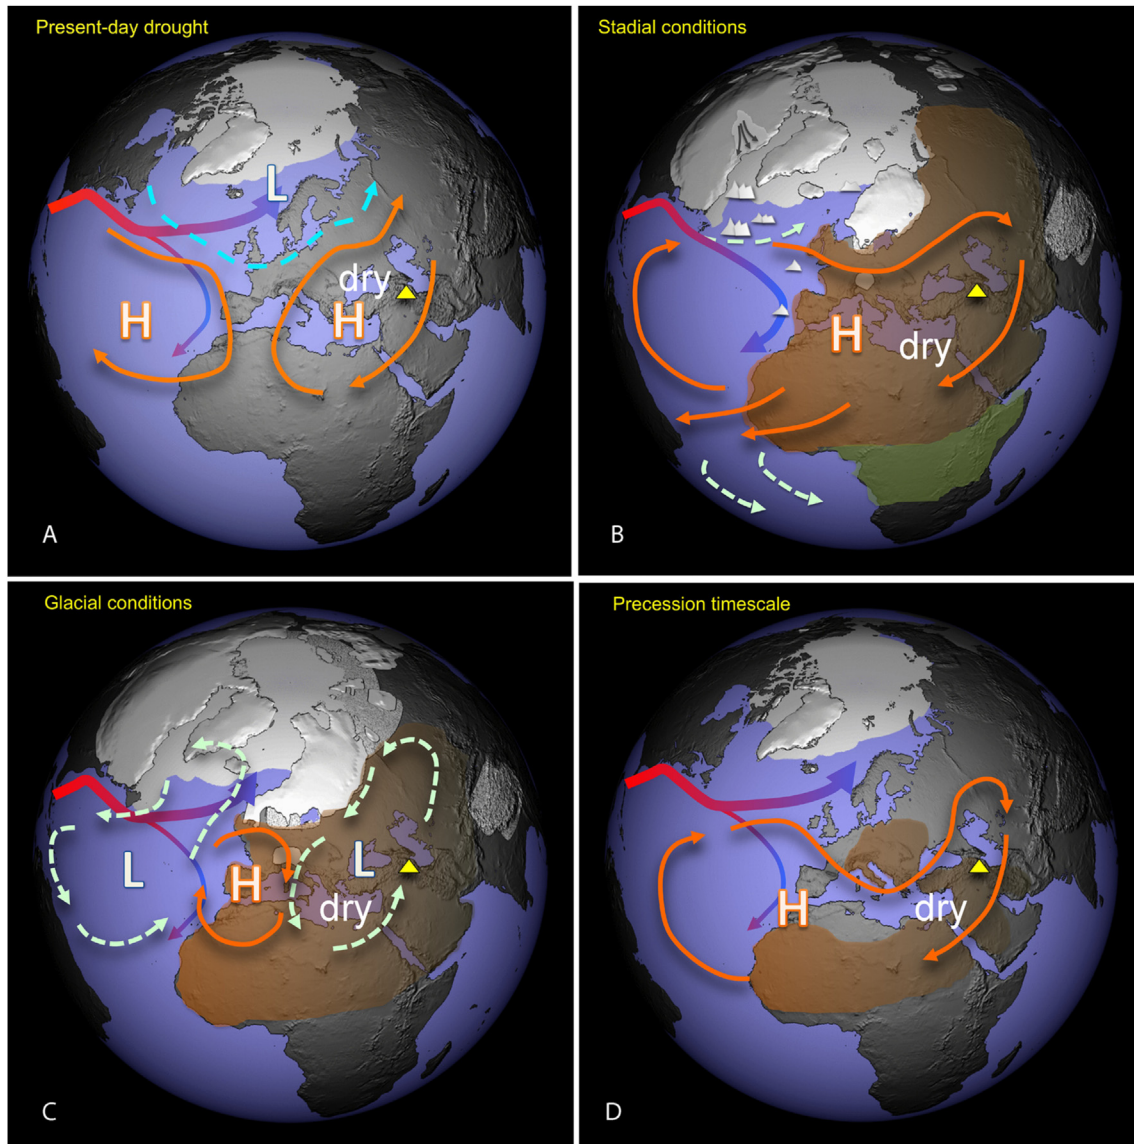 Present-day drought
L
dry
H
H
A
Stadial conditions
H
dry
B
Glacial conditions
L
L
H
dry
C
Precession timescale
H
dry
D